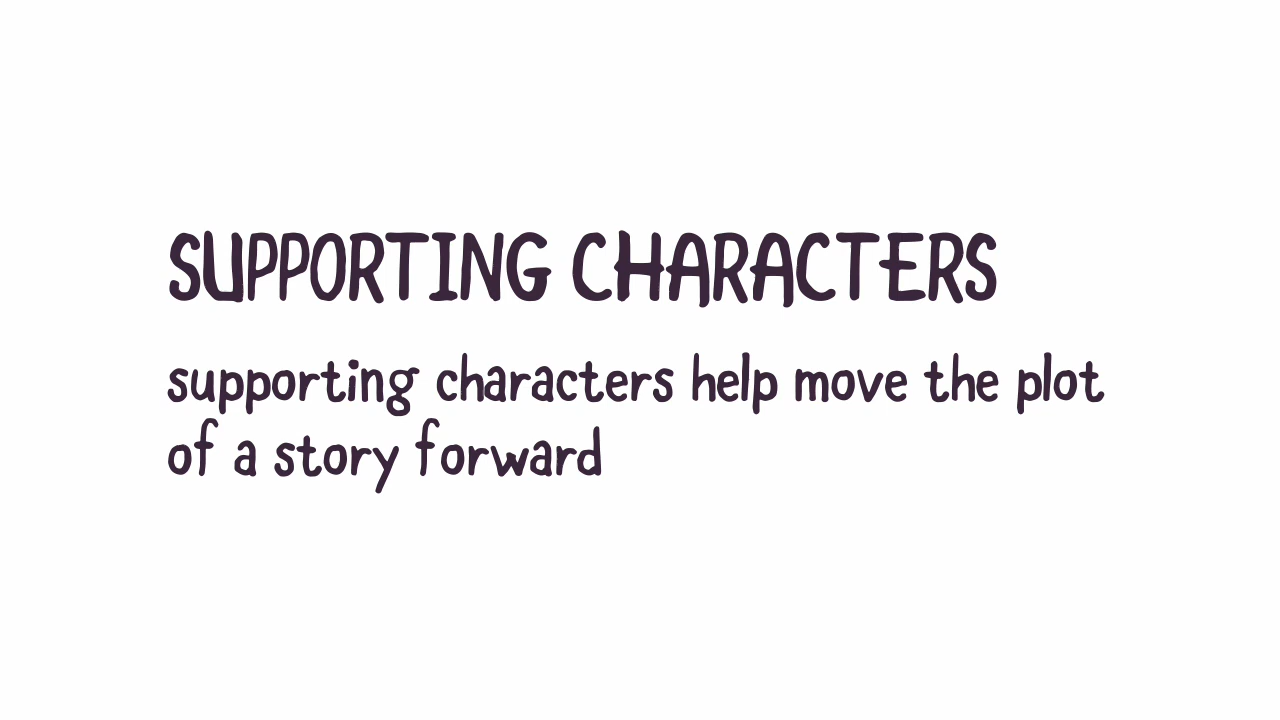 SUPPORTING CHARACTERS
supporting characters help move the plot
of a story forward